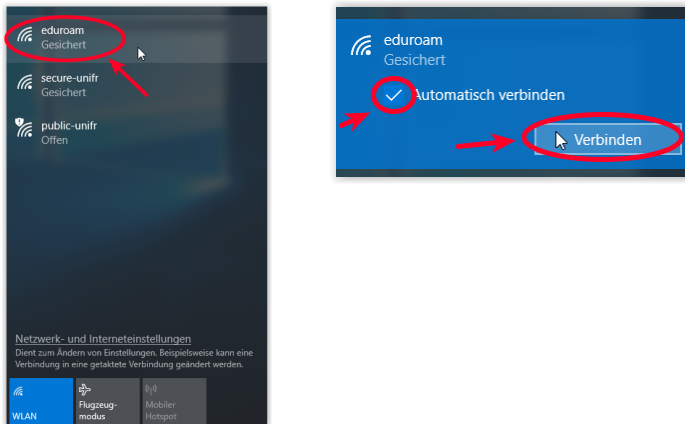 eduroam
Gesichert
secure-unifr
Gesichert
public-unifr
Offen
Netzwerk- und Interneteinstellungen
Dient zum Ändern von Einstellungen. Beispielsweise kann eine
Verbindung in eine getaktete Verbindung geändert werden.
WLAN
Flugzeug-
modus
Mobiler
Hotspot
eduroam
Gesichert
Automatisch verbinden
Verbinden